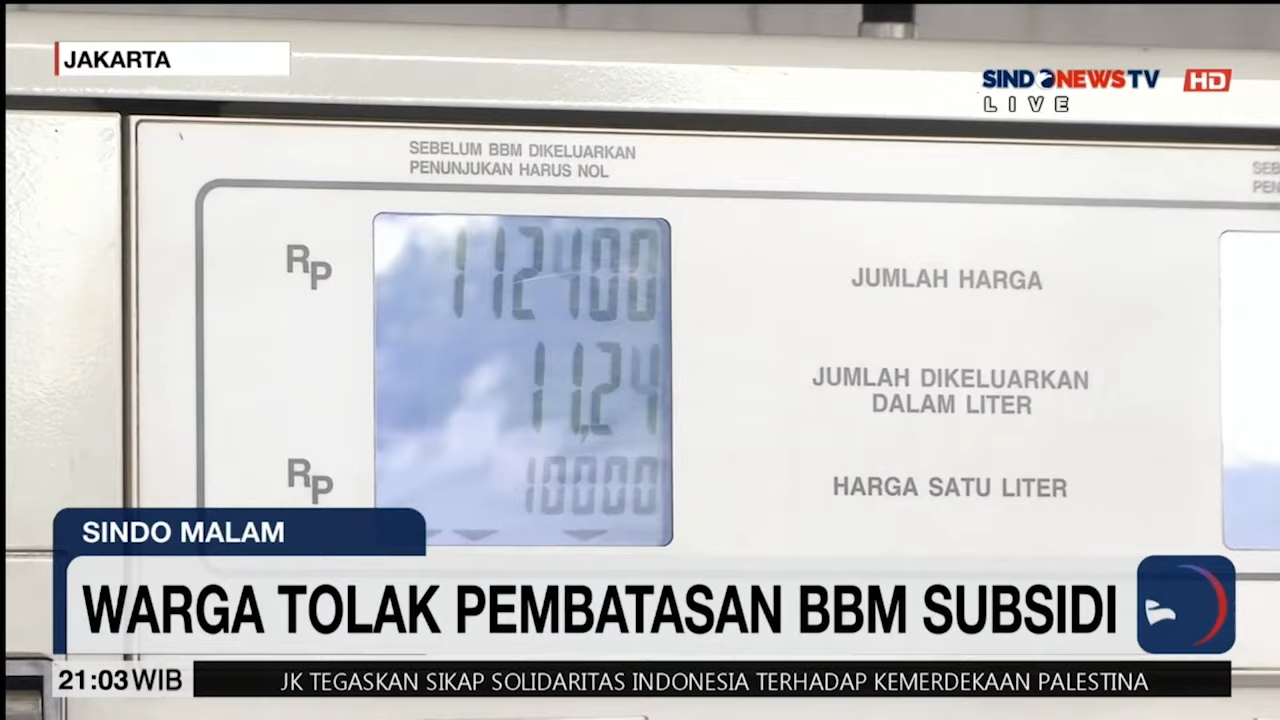 JAKARTA
SINDONEWSTV HD
LIVE
SEBELUM BBM DIKELUARKAN
PENUNJUKAN HARUS NOL
SEB
PEN
RP
112400
JUMLAH HARGA
11,24
JUMLAH DIKELUARKAN
DALAM LITER
RP
10000
HARGA SATU LITER
SINDO MALAM
WARGA TOLAK PEMBATASAN BBM SUBSIDI
21:03 WIB
JK TEGASKAN SIKAP SOLIDARITAS INDONESIA TERHADAP KEMERDEKAAN PALESTINA